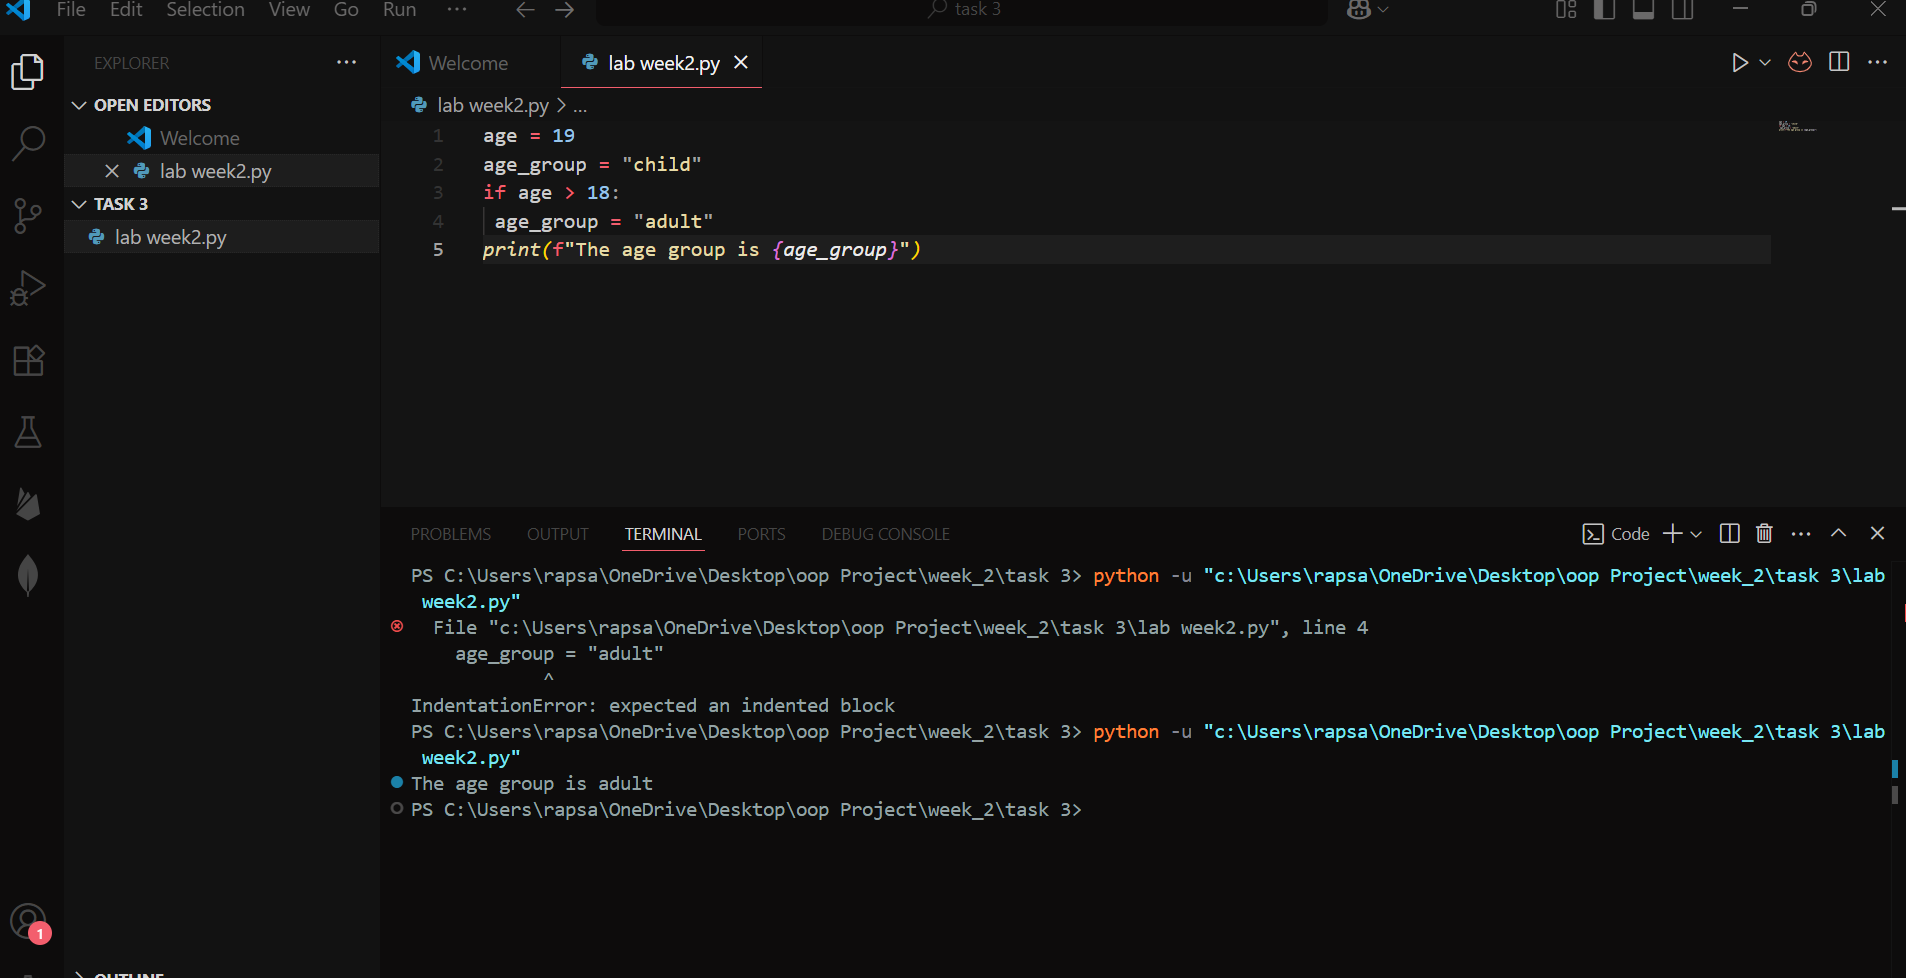 File Edit Selection View Go Run ... task 3
EXPLORER ...
OPEN EDITORS
Welcome
lab week2.py
TASK 3
lab week2.py
OUTLINE
Welcome lab week2.py
lab week2.py > ...
1 age = 19
2 age_group = "child"
3 if age > 18:
4 age_group = "adult"
5 print(f"The age group is {age_group}")
PROBLEMS OUTPUT TERMINAL PORTS DEBUG CONSOLE Code
PS C:\Users\rapsa\OneDrive\Desktop\oop Project\week_2\task 3> python -u "c:\Users\rapsa\OneDrive\Desktop\oop Project\week_2\task 3\lab
week2.py"
File "c:\Users\rapsa\OneDrive\Desktop\oop Project\week_2\task 3\lab week2.py", line 4
age_group = "adult"
^
IndentationError: expected an indented block
PS C:\Users\rapsa\OneDrive\Desktop\oop Project\week_2\task 3> python -u "c:\Users\rapsa\OneDrive\Desktop\oop Project\week_2\task 3\lab
week2.py"
The age group is adult
PS C:\Users\rapsa\OneDrive\Desktop\oop Project\week_2\task 3>
1